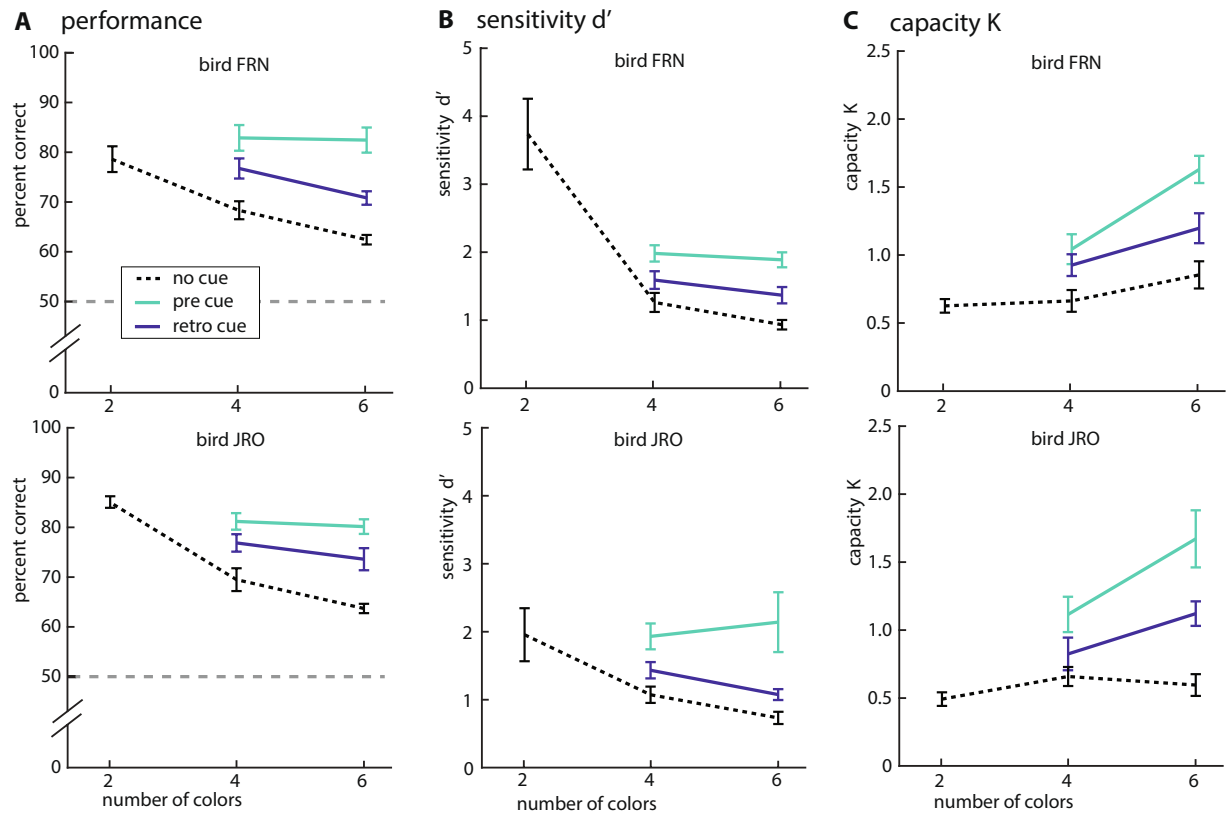 A performance
B sensitivity d'
C capacity K
bird FRN
percent correct
100
90
80
70
60
50
0
2
4
6
no cue
pre cue
retro cue
bird FRN
sensitivity d'
5
4
3
2
1
0
2
4
6
bird FRN
capacity K
2.5
2.0
1.5
1.0
0.5
0
2
4
6
bird JRO
percent correct
100
90
80
70
60
50
0
2
4
6
number of colors
bird JRO
sensitivity d'
5
4
3
2
1
0
2
4
6
number of colors
bird JRO
capacity K
2.5
2.0
1.5
1.0
0.5
0
2
4
6
number of colors